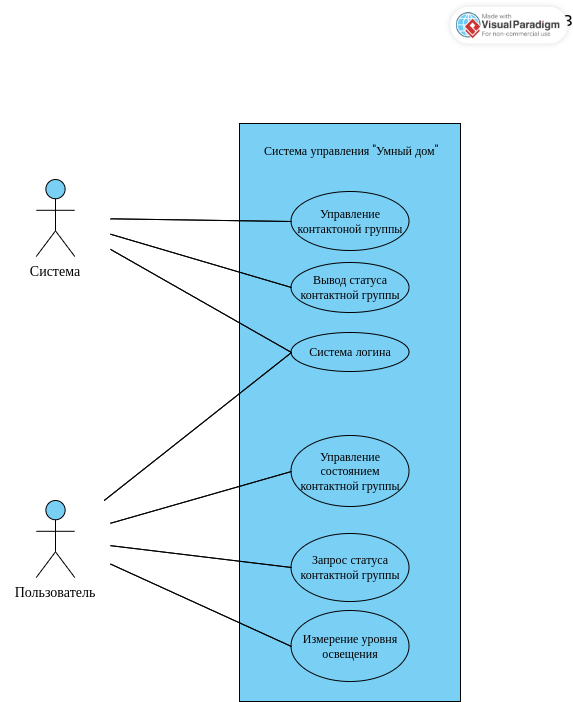 Made with
Visual Paradigm
For non-commercial use
3
Система управления "Умный дом"
Управление
контактоной группы
Система
Вывод статуса
контактной группы
Система логина
Управление
состоянием
контактной группы
Запрос статуса
контактной группы
Пользователь
Измерение уровня
освещения